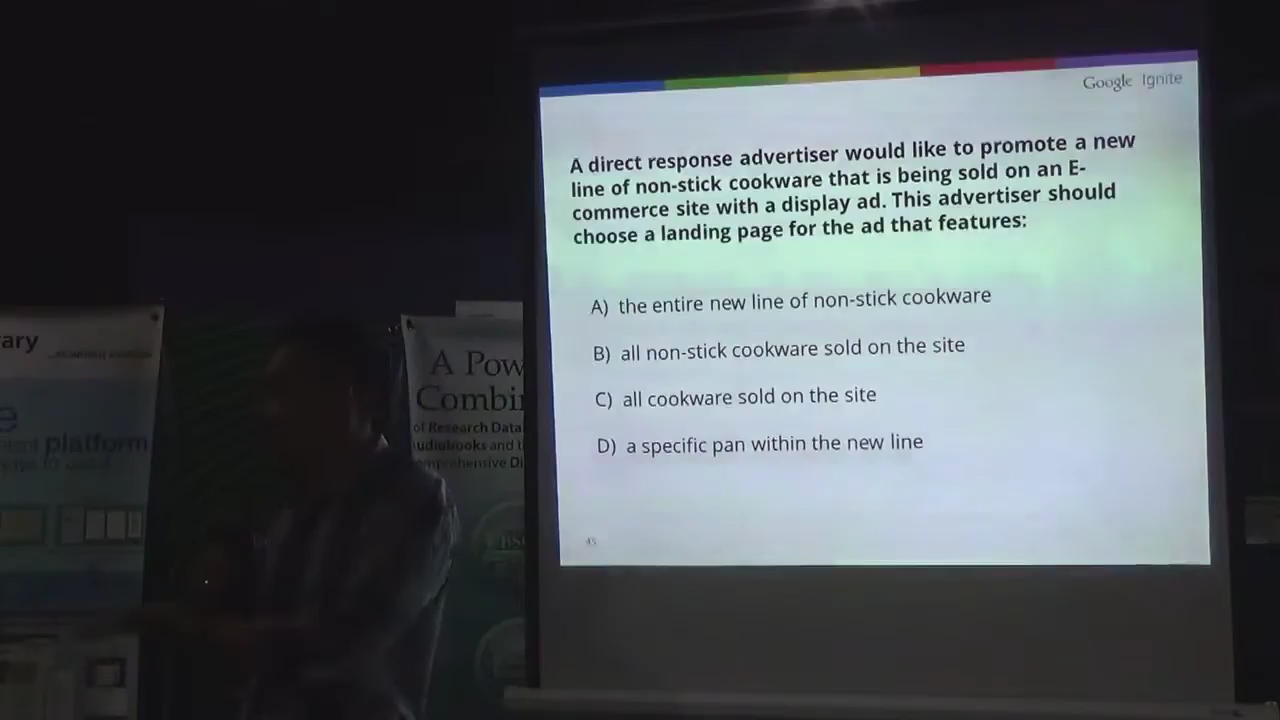 Google Ignite
A direct response advertiser would like to promote a new
line of non-stick cookware that is being sold on an E-
commerce site with a display ad. This advertiser should
choose a landing page for the ad that features:
A) the entire new line of non-stick cookware
B) all non-stick cookware sold on the site
C) all cookware sold on the site
D) a specific pan within the new line
45
ary
e
platform
A Pow
Combi
of Research Data
udiobooks and t
mprehensive Di